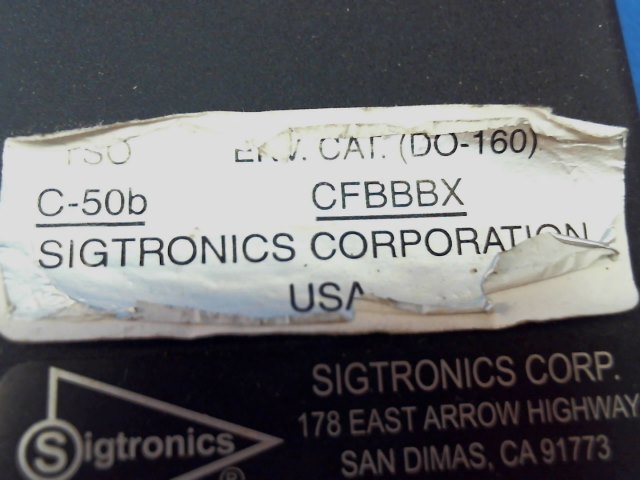 TSO ENV. CAT. (DO-160)
C-50b CFBBBX
SIGTRONICS CORPORATION
USA
SIGTRONICS CORP.
178 EAST ARROW HIGHWAY
SAN DIMAS, CA 91773
Sigtronics ®